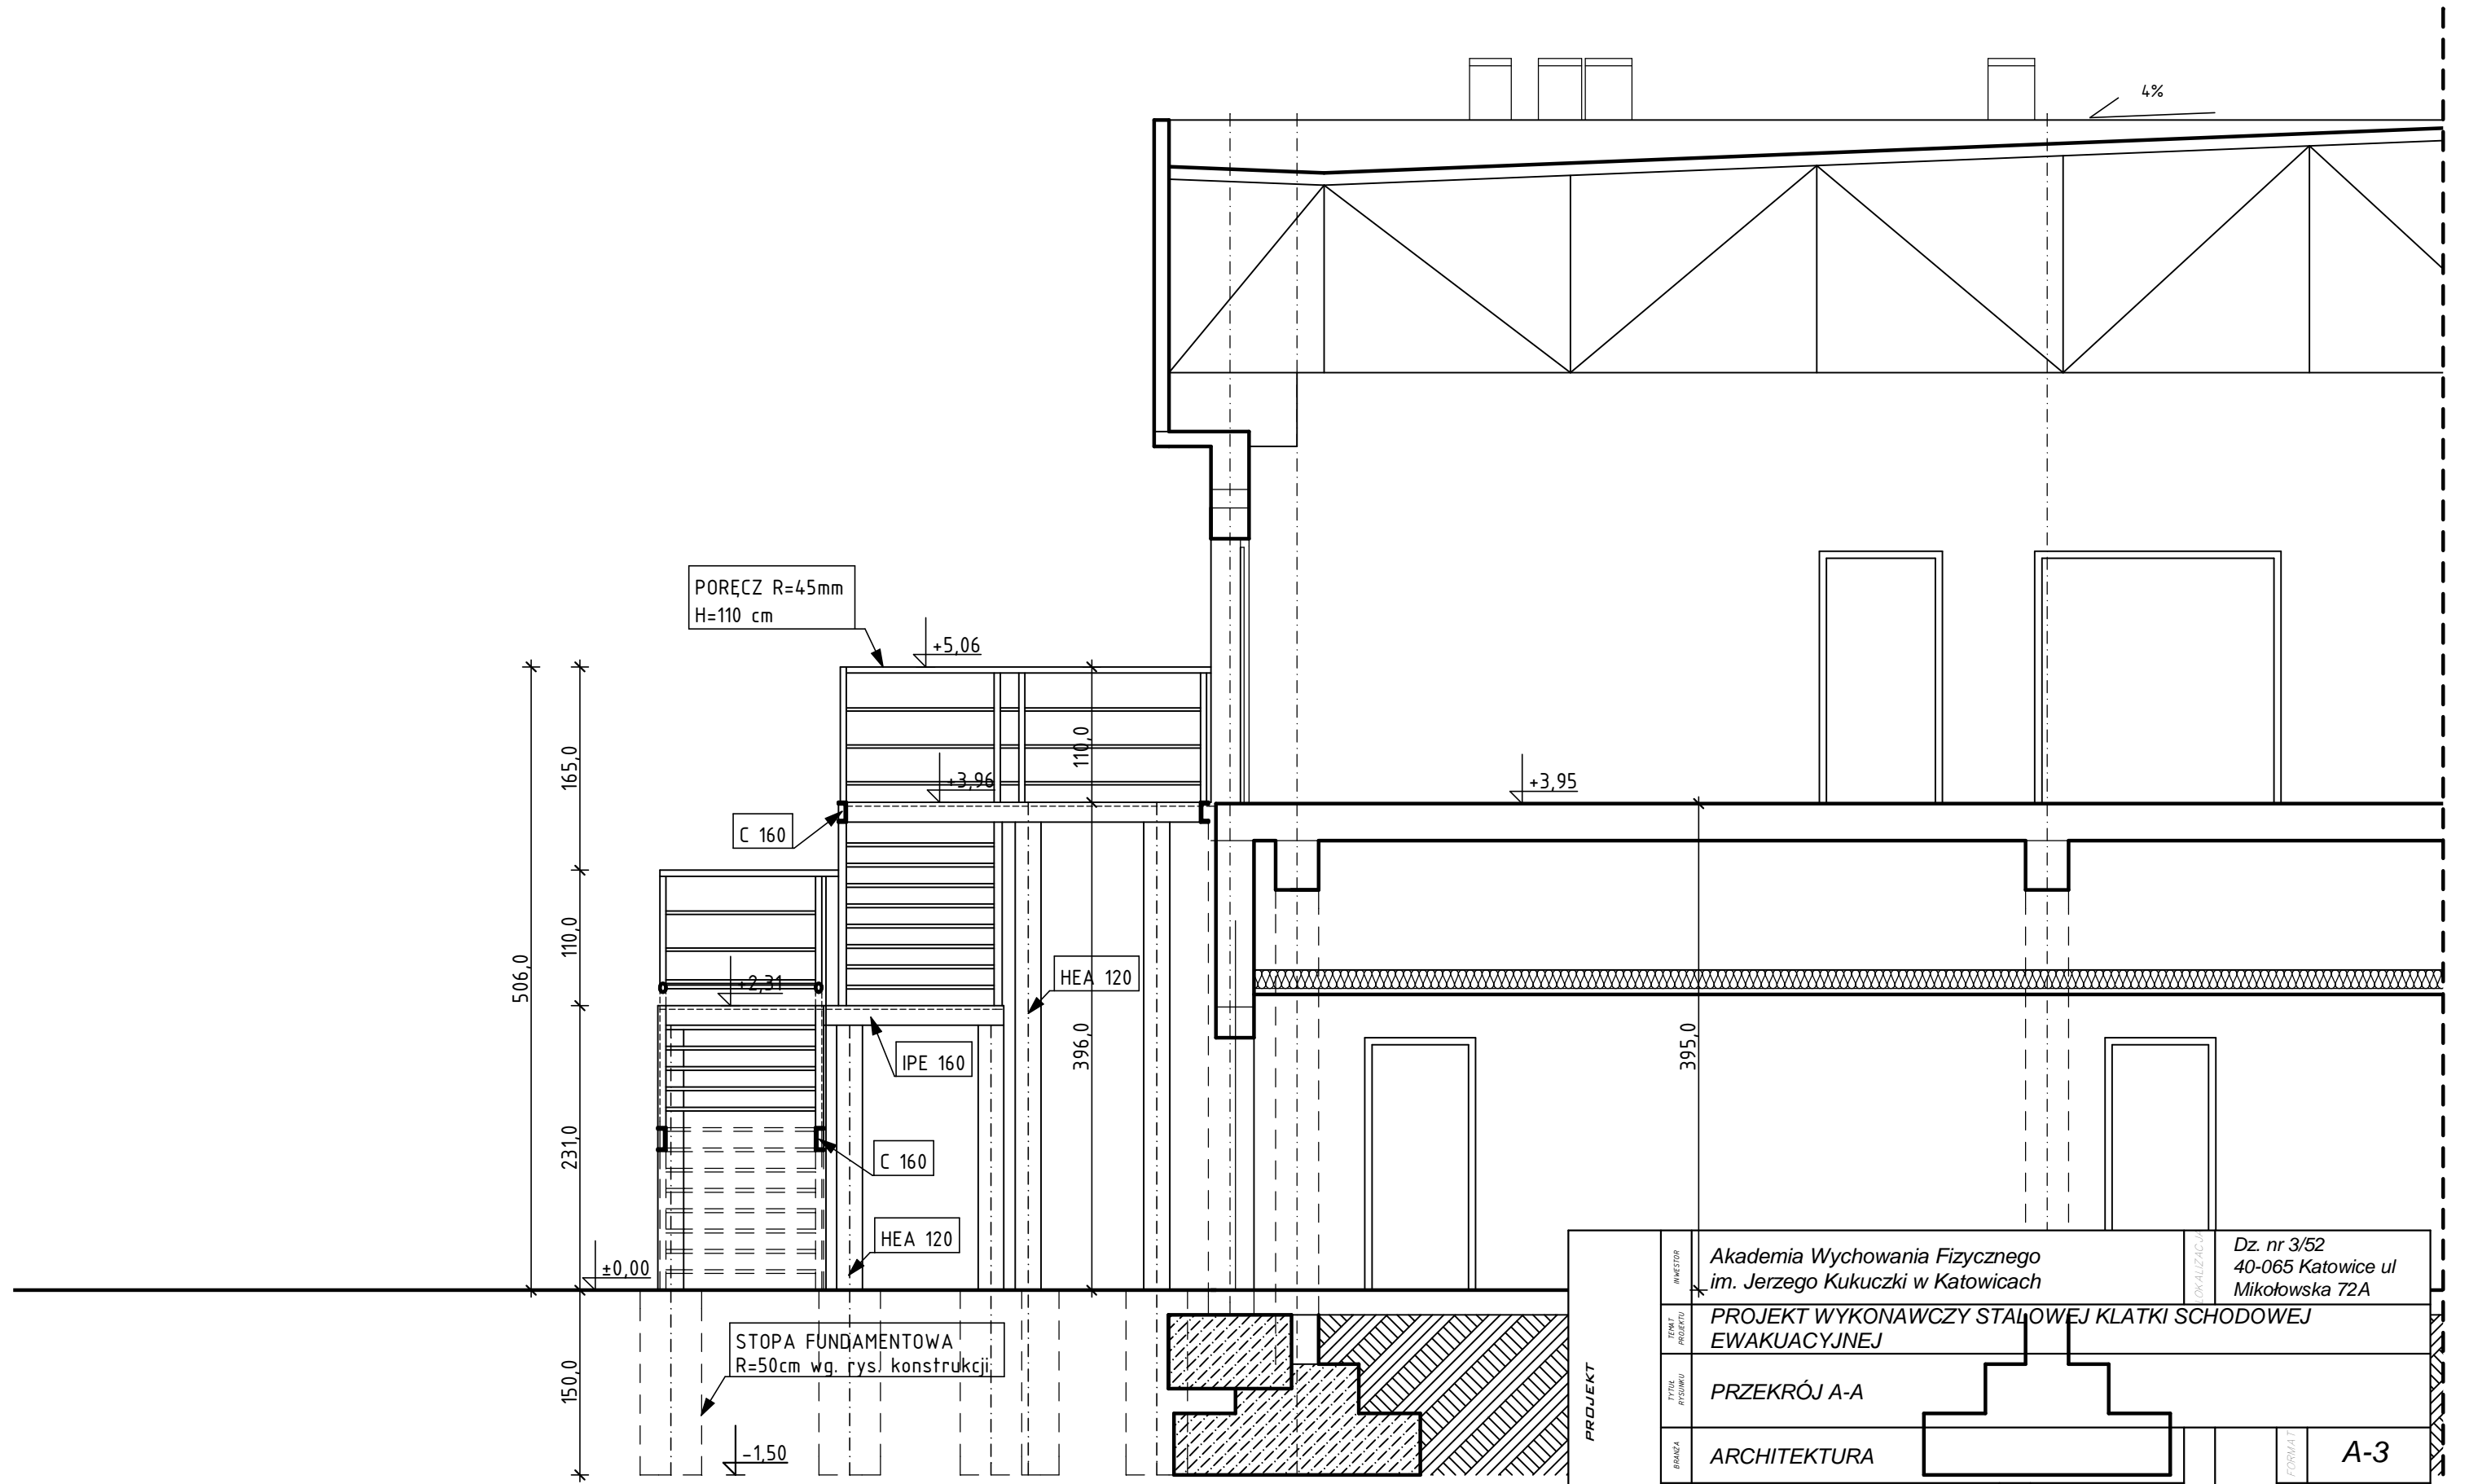 4%
PORĘCZ R=45mm
H=110 cm
+5,06
110,0
165,0
+3,96
+3,95
C 160
110,0
506,0
+2,31
HEA 120
396,0
395,0
IPE 160
231,0
C 160
HEA 120
±0,00
STOPA FUNDAMENTOWA
R=50cm wg. rys. konstrukcji
150,0
-1,50
PROJEKT
INWESTOR
Akademia Wychowania Fizycznego
im. Jerzego Kukuczki w Katowicach
LOKALIZACJA
Dz. nr 3/52
40-065 Katowice ul
Mikołowska 72A
TEMAT
PROJEKTU
PROJEKT WYKONAWCZY STALOWEJ KLATKI SCHODOWEJ
EWAKUACYJNEJ
TYTUŁ
RYSUNKU
PRZEKRÓJ A-A
BRANŻA
ARCHITEKTURA
FORMAT
A-3